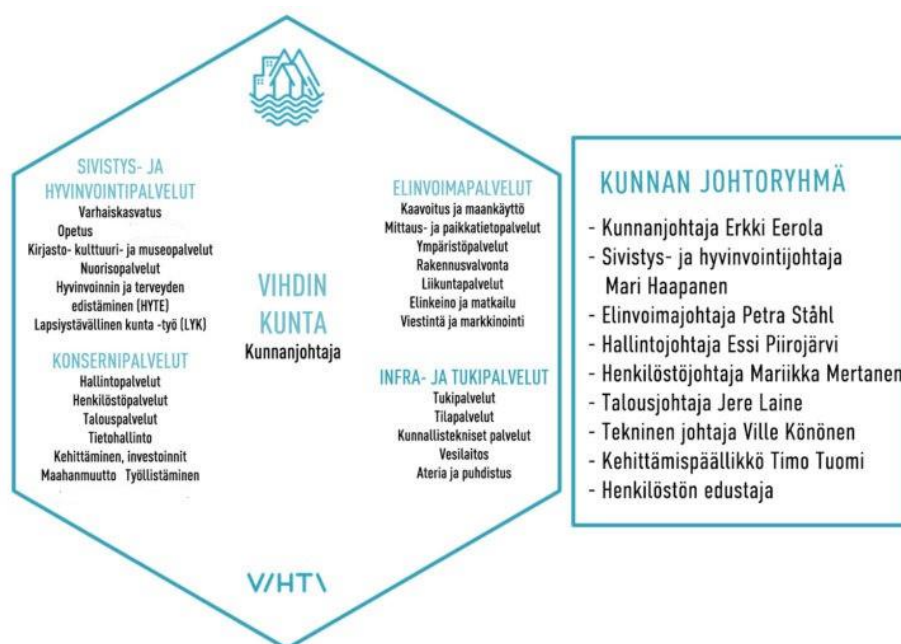 SIVISTYS- JA
HYVINVOINTIPALVELUT
Varhaiskasvatus
Opetus
Kirjasto- kulttuuri- ja museopalvelut
Nuorisopalvelut
Hyvinvoinnin ja terveyden
edistäminen (HYTE)
Lapsiystävällinen kunta -työ (LYK)
KONSERNIPALVELUT
Hallintopalvelut
Henkilöstöpalvelut
Talouspalvelut
Tietohallinto
Kehittäminen, investoinnit
Maahanmuutto Työllistäminen
VIHDIN
KUNTA
Kunnanjohtaja
ELINVOIMAPALVELUT
Kaavoitus ja maankäyttö
Mittaus- ja paikkatietopalvelut
Ympäristöpalvelut
Rakennusvalvonta
Liikuntapalvelut
Elinkeino ja matkailu
Viestintä ja markkinointi
INFRA- JA TUKIPALVELUT
Tukipalvelut
Tilapalvelut
Kunnallistekniset palvelut
Vesilaitos
Ateria ja puhdistus
VIHTI
KUNNAN JOHTORYHMÄ
- Kunnanjohtaja Erkki Eerola
- Sivistys- ja hyvinvointijohtaja
Mari Haapanen
- Elinvoimajohtaja Petra Ståhl
- Hallintojohtaja Essi Piirojärvi
- Henkilöstöjohtaja Mariikka Mertanen
- Talousjohtaja Jere Laine
- Tekninen johtaja Ville Könönen
- Kehittämispäällikkö Timo Tuomi
- Henkilöstön edustaja